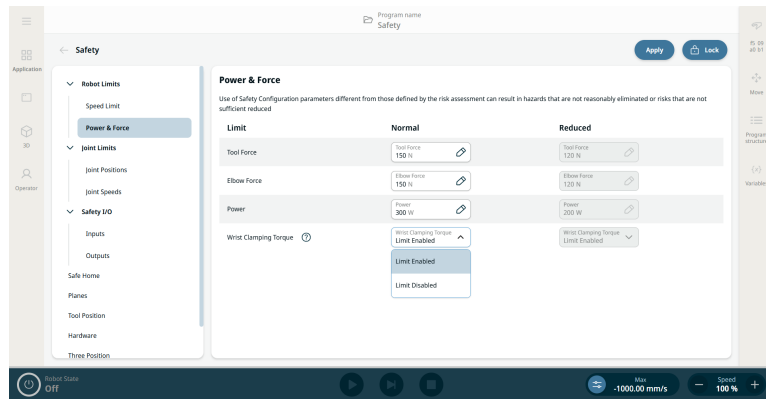 Program name
Safety
Application
3D
Operator
Safety
Apply
Lock
f5 09
a0 b1
Move
Program
structure
Variable
Robot Limits
Speed Limit
Power & Force
Joint Limits
Joint Positions
Joint Speeds
Safety I/O
Inputs
Outputs
Safe Home
Planes
Tool Position
Hardware
Three Position
Power & Force
Use of Safety Configuration parameters different from those defined by the risk assessment can result in hazards that are not reasonably eliminated or risks that are not
sufficient reduced
Limit Normal Reduced
Tool Force
Tool Force
150 N
Tool Force
120 N
Elbow Force
Elbow Force
150 N
Elbow Force
120 N
Power
Power
300 W
Power
200 W
Wrist Clamping Torque ?
Wrist Clamping Torque
Limit Enabled
Wrist Clamping Torque
Limit Enabled
Limit Enabled
Limit Disabled
Robot State
Off
Max
-1000.00 mm/s
Speed
100 %